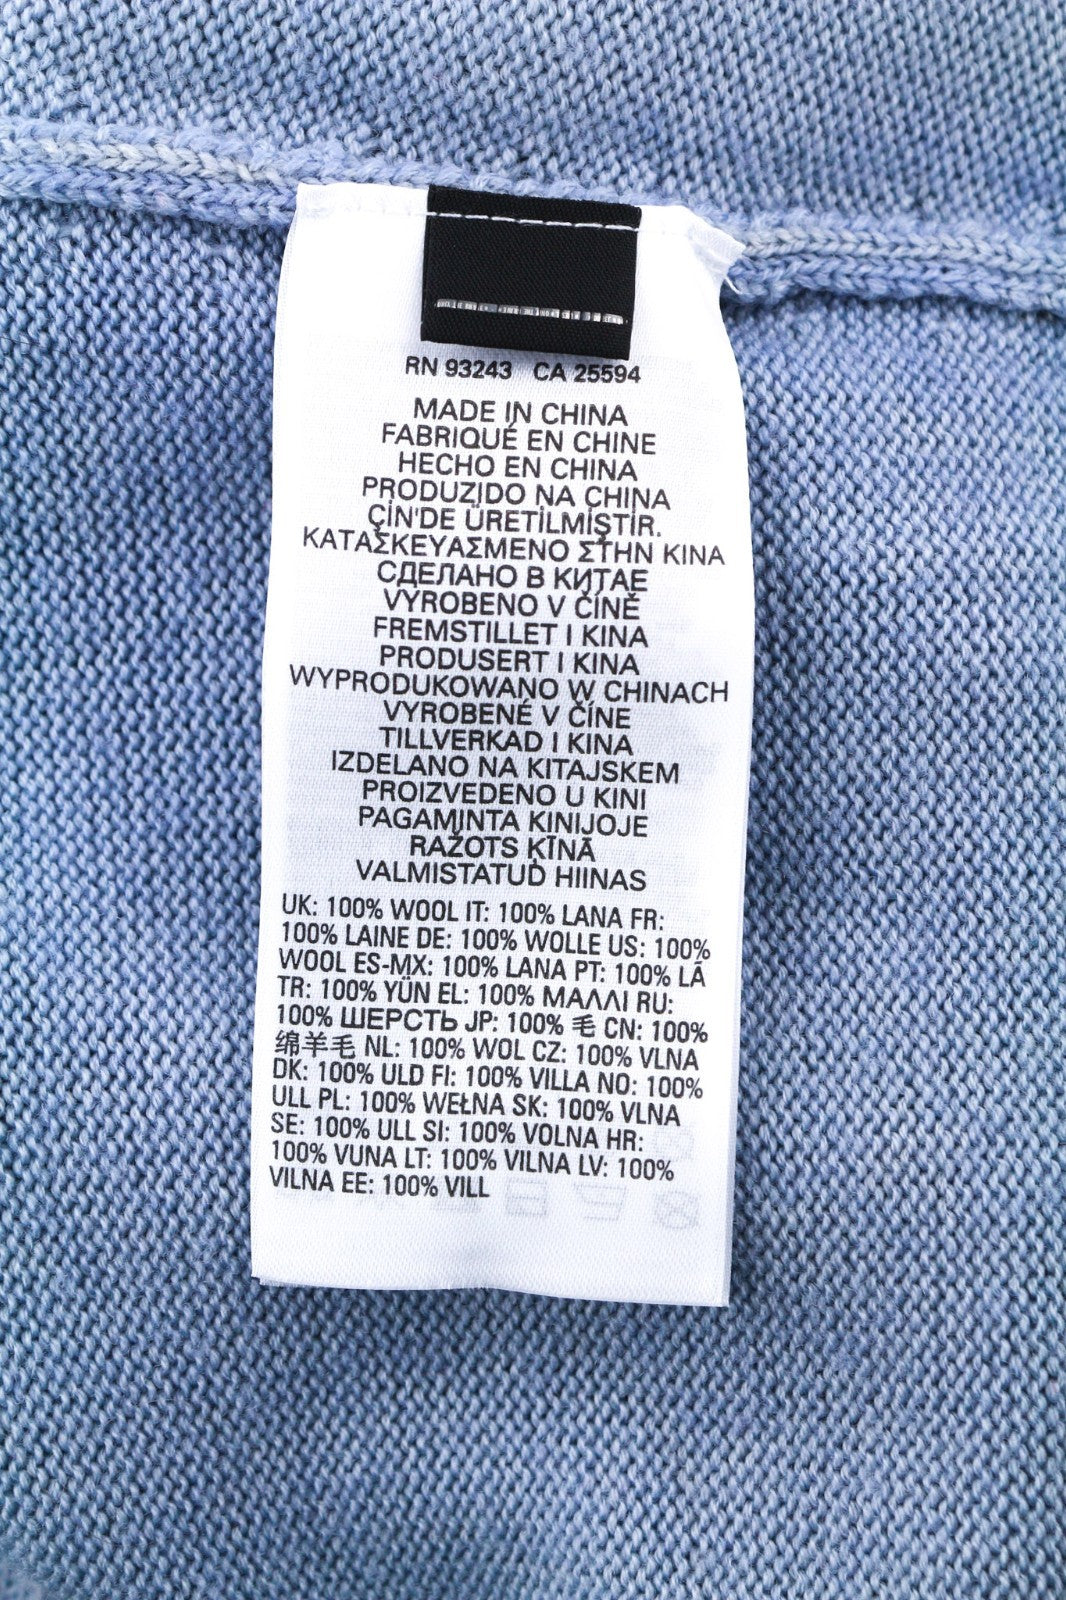 RN 93243 CA 25594
MADE IN CHINA
FABRIQUÉ EN CHINE
HECHO EN CHINA
PRODUZIDO NA CHINA
ÇİN'DE ÜRETİLMİŞTİR.
ΚΑΤΑΣΚΕΥΑΣΜΕΝΟ ΣΤΗΝ ΚΙΝΑ
СДЕЛАНО В КИТАЕ
VYROBENO V ČÍNĚ
FREMSTILLET I KINA
PRODUSERT I KINA
WYPRODUKOWANO W CHINACH
VYROBENÉ V ČÍNE
TILLVERKAD I KINA
IZDELANO NA KITAJSKEM
PROIZVEDENO U KINI
PAGAMINTA KINIJOJE
RAŽOTS ĶĪNĀ
VALMISTATUD HIINAS
UK: 100% WOOL IT: 100% LANA FR:
100% LAINE DE: 100% WOLLE US: 100%
WOOL ES-MX: 100% LANA PT: 100% LÃ
TR: 100% YÜN EL: 100% ΜΑΛΛΙ RU:
100% ШЕРСТЬ JP: 100% 毛 CN: 100%
绵羊毛 NL: 100% WOL CZ: 100% VLNA
DK: 100% ULD FI: 100% VILLA NO: 100%
ULL PL: 100% WEŁNA SK: 100% VLNA
SE: 100% ULL SI: 100% VOLNA HR:
100% VUNA LT: 100% VILNA LV: 100%
VILNA EE: 100% VILL